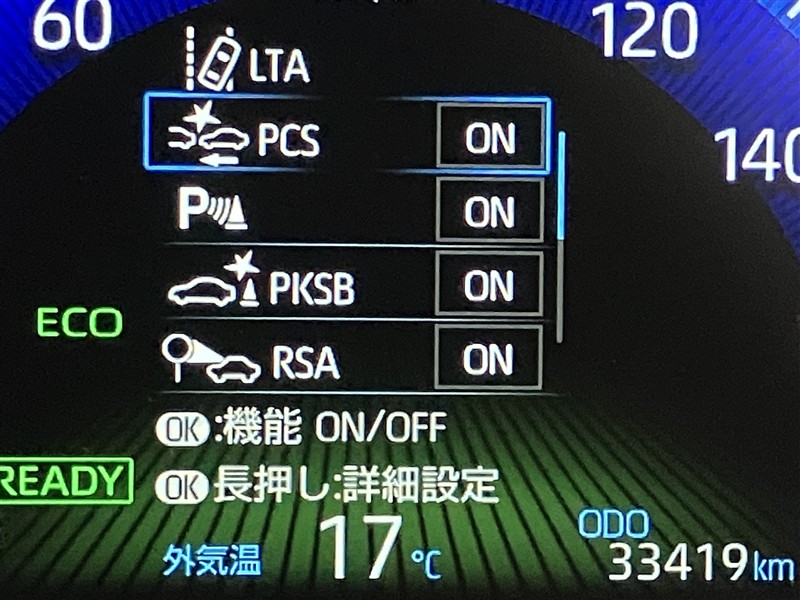 60
120
LTA
PCS ON
140
P ON
PKSB ON
ECO
RSA ON
OK:機能 ON/OFF
READY
OK長押し:詳細設定
ODO
外気温 17℃
33419km